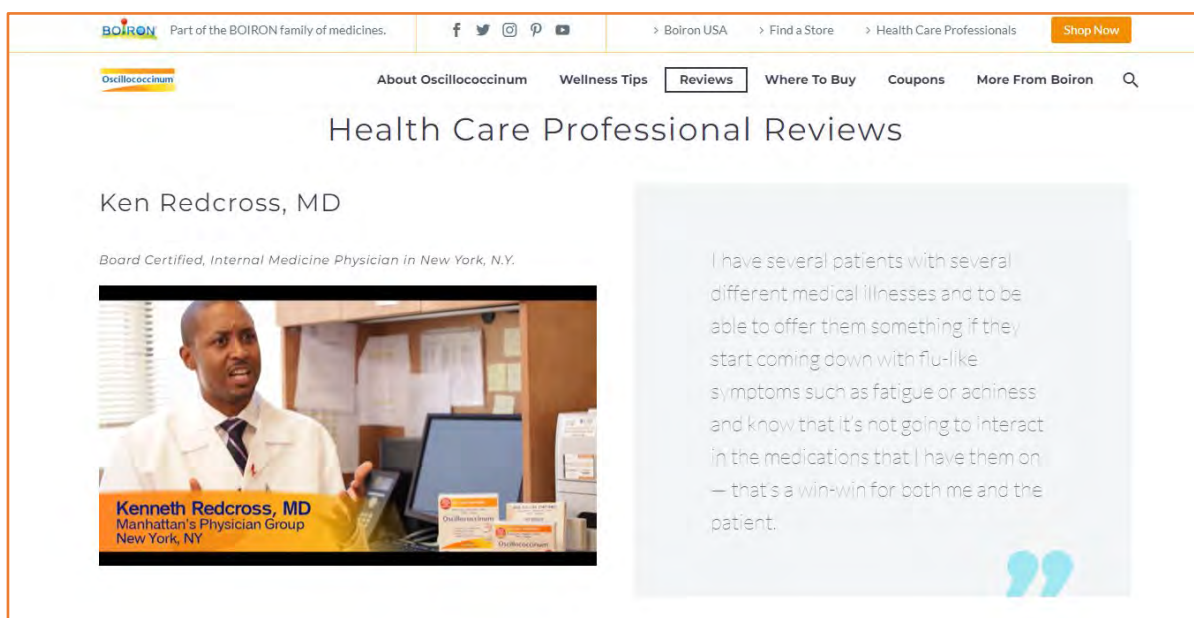 BOIRON Part of the BOIRON family of medicines. > Boiron USA > Find a Store > Health Care Professionals Shop Now
Oscillococcinum About Oscillococcinum Wellness Tips Reviews Where To Buy Coupons More From Boiron
Health Care Professional Reviews
Ken Redcross, MD
Board Certified, Internal Medicine Physician in New York, N.Y.
Kenneth Redcross, MD
Manhattan's Physician Group
New York, NY
Oscillococcinum
Oscillococcinum
I have several patients with several
different medical illnesses and to be
able to offer them something if they
start coming down with flu-like
symptoms such as fatigue or achiness
and know that it's not going to interact
in the medications that I have them on
— that's a win-win for both me and the
patient.
”